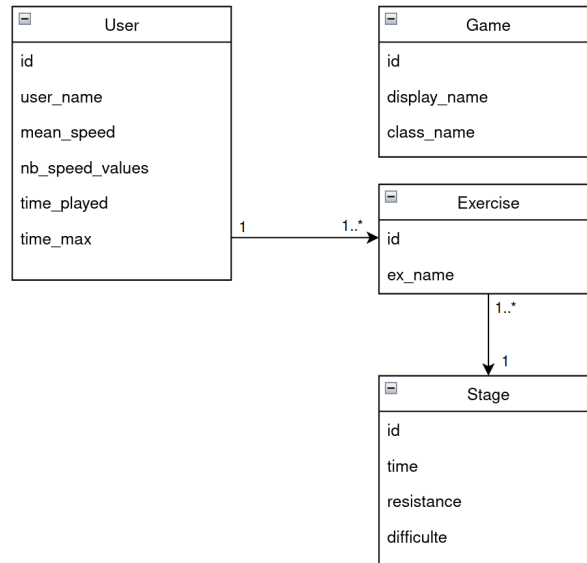 User
id
user_name
mean_speed
nb_speed_values
time_played
time_max
Game
id
display_name
class_name
1
1..*
Exercise
id
ex_name
1..*
1
Stage
id
time
resistance
difficulte